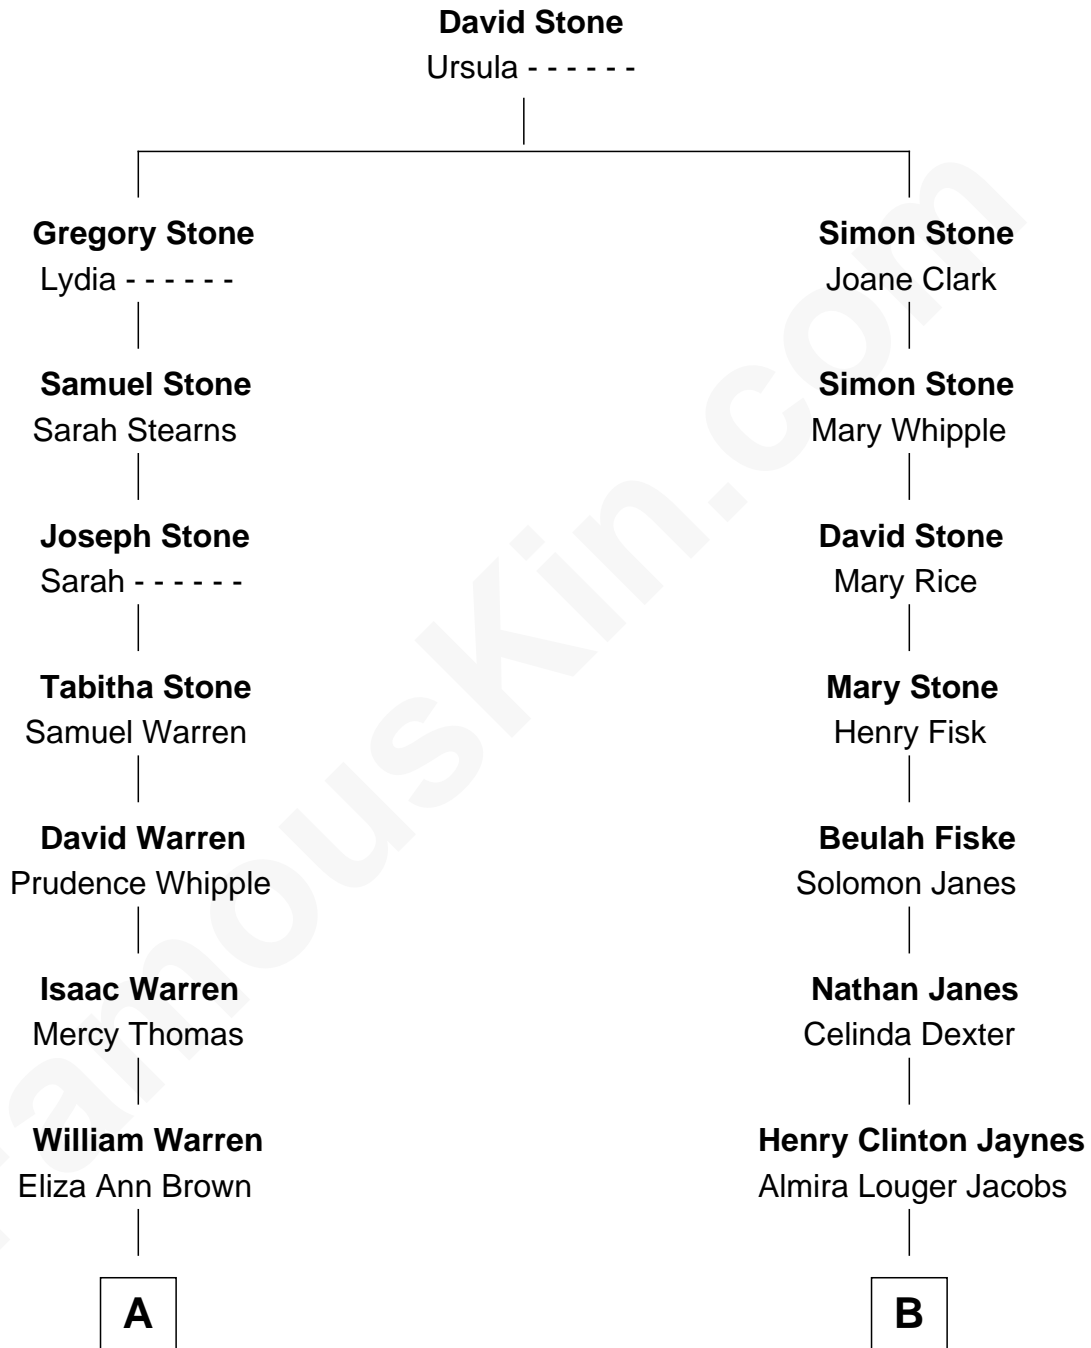 David Stone
Ursula - - - - - -
Gregory Stone
Lydia - - - - - -
Samuel Stone
Sarah Stearns
Joseph Stone
Sarah - - - - - -
Tabitha Stone
Samuel Warren
David Warren
Prudence Whipple
Isaac Warren
Mercy Thomas
William Warren
Eliza Ann Brown
A
Simon Stone
Joane Clark
Simon Stone
Mary Whipple
David Stone
Mary Rice
Mary Stone
Henry Fisk
Beulah Fiske
Solomon Janes
Nathan Janes
Celinda Dexter
Henry Clinton Jaynes
Almira Louger Jacobs
B
FamousKin.com